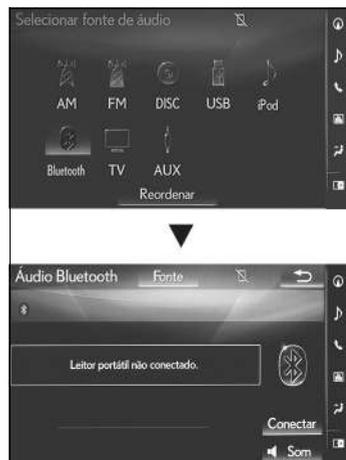 Selecionar fonte de áudio
AM FM DISC USB iPod
Bluetooth TV AUX
Reordenar
Áudio Bluetooth Fonte
Leitor portátil não conectado.
Conectar
Som